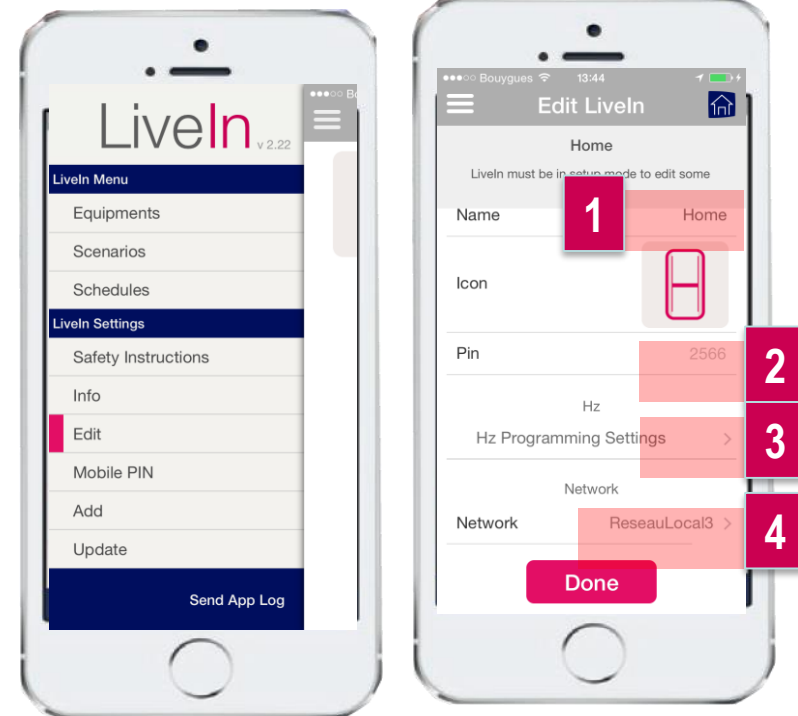 LiveIn v 2.22
LiveIn Menu
Equipments
Scenarios
Schedules
LiveIn Settings
Safety Instructions
Info
Edit
Mobile PIN
Add
Update
Send App Log
Bouygues 13:44
Edit LiveIn
Home
LiveIn must be in setup mode to edit some
Name 1 Home
Icon
Pin 2566 2
Hz
Hz Programming Settings > 3
Network
Network ReseauLocal3 > 4
Done